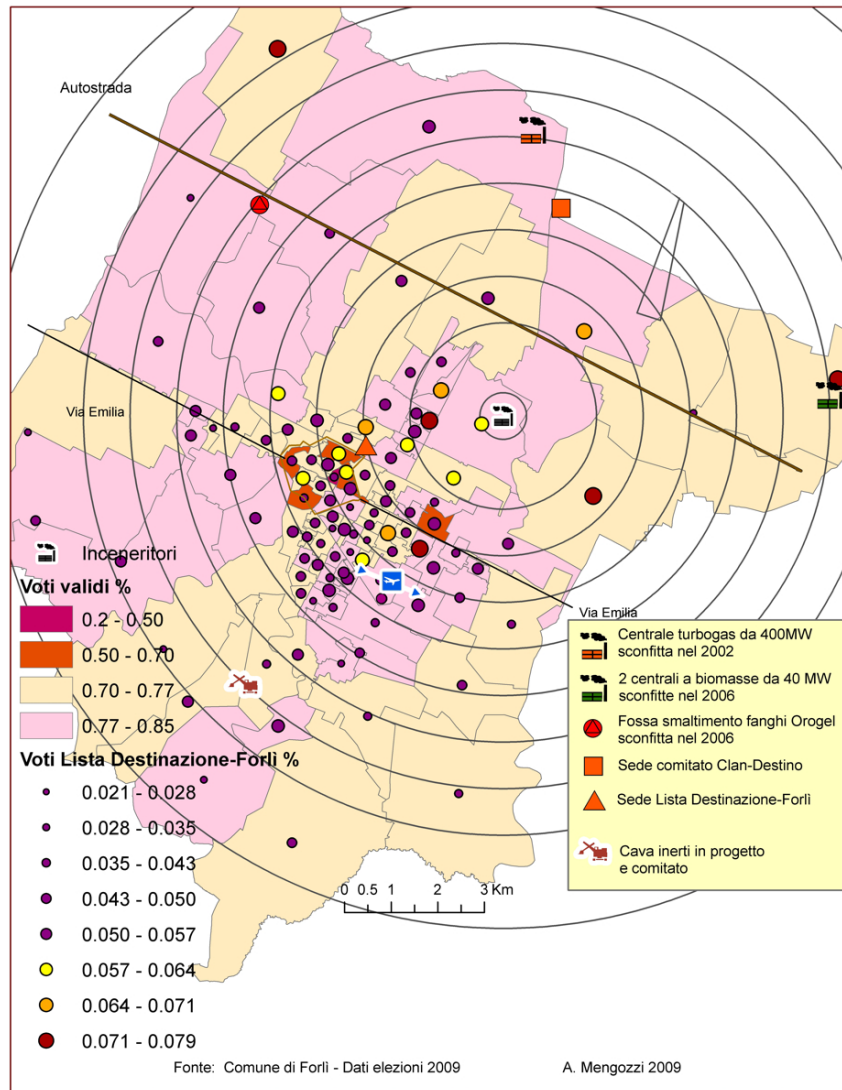 Autostrada
Via Emilia
Inceneritori
Voti validi %
0.2 - 0.50
0.50 - 0.70
0.70 - 0.77
0.77 - 0.85
Voti Lista Destinazione-Forlì %
0.021 - 0.028
0.028 - 0.035
0.035 - 0.043
0.043 - 0.050
0.050 - 0.057
0.057 - 0.064
0.064 - 0.071
0.071 - 0.079
Via Emilia
Centrale turbogas da 400MW
sconfitta nel 2002
2 centrali a biomasse da 40 MW
sconfitte nel 2006
Fossa smaltimento fanghi Orogel
sconfitta nel 2006
Sede comitato Clan-Destino
Sede Lista Destinazione-Forlì
Cava inerti in progetto
e comitato
0 0.5 1 2 3 Km
Fonte: Comune di Forlì - Dati elezioni 2009 A. Mengozzi 2009